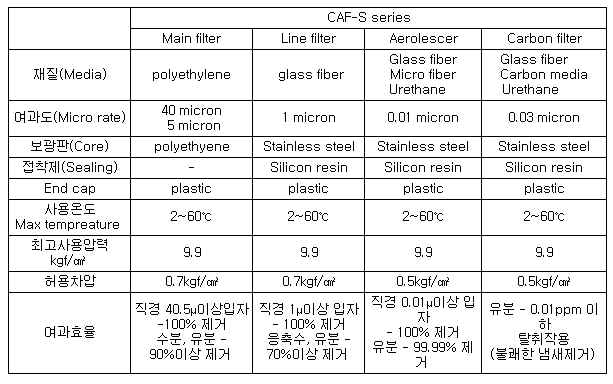 CAF-S series
Main filter Line filter Aerolescer Carbon filter
재질(Media) polyethylene glass fiber Glass fiber Micro fiber Urethane Glass fiber Carbon media Urethane
여과도(Micro rate) 40 micron 5 micron 1 micron 0.01 micron 0.03 micron
보광판(Core) polyethyene Stainless steel Stainless steel Stainless steel
접착제(Sealing) - Silicon resin Silicon resin Silicon resin
End cap plastic plastic plastic plastic
사용온도 Max tempreature 2~60℃ 2~60℃ 2~60℃ 2~60℃
최고사용압력 kgf/㎠ 9.9 9.9 9.9 9.9
허용차압 0.7kgf/㎠ 0.7kgf/㎠ 0.5kgf/㎠ 0.5kgf/㎠
여과효율
직경 40.5μ이상입자
-100% 제거
수분, 유분 -
90%이상 제거
직경 1μ이상 입자
- 100% 제거
응축수, 유분 -
70%이상 제거
직경 0.01μ이상 입
자
- 100% 제거
유분 - 99.99% 제
거
유분 - 0.01ppm 이
하
탈취작용
(불쾌한 냄새제거)